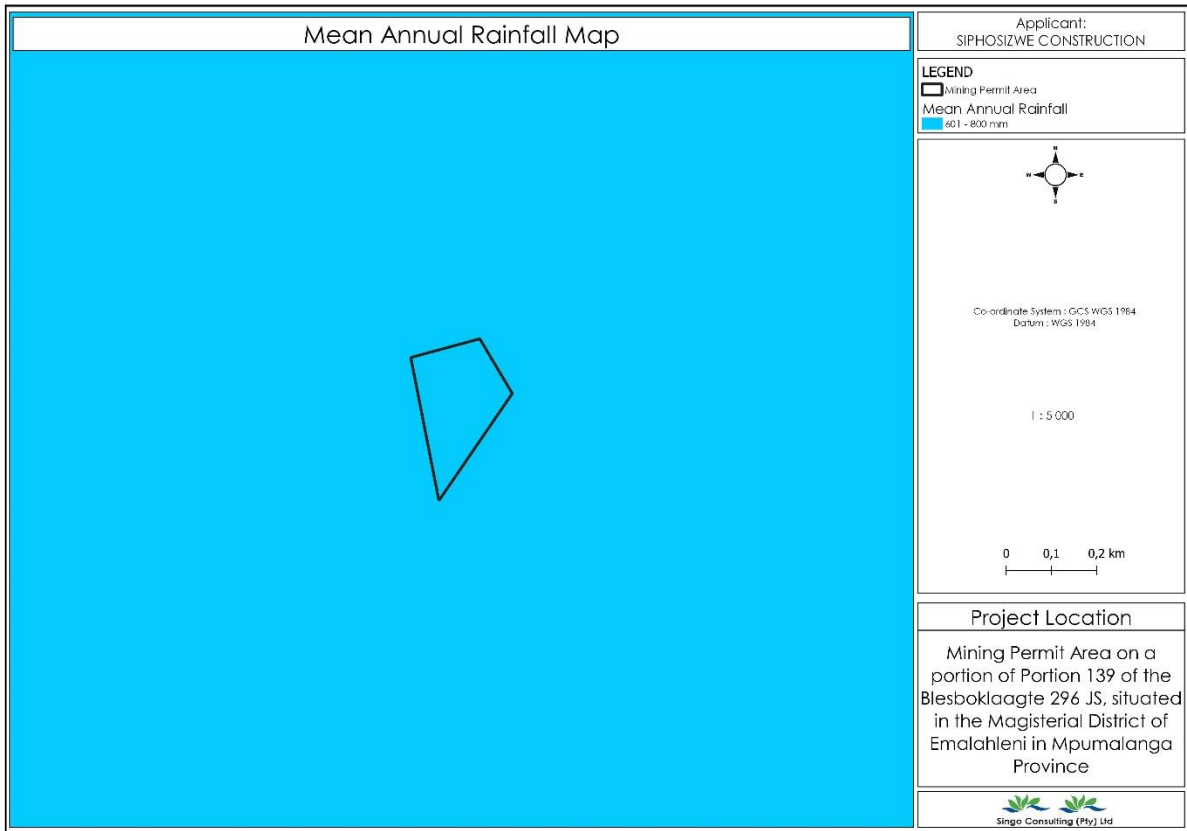 Mean Annual Rainfall Map
Applicant:
SIPHOSIZWE CONSTRUCTION
LEGEND
Mining Permit Area
Mean Annual Rainfall
601 - 800 mm
N
W E
S
Co-ordinate System : GCS WGS 1984
Datum : WGS 1984
1 : 5 000
0 0,1 0,2 km
Project Location
Mining Permit Area on a
portion of Portion 139 of the
Blesboklaagte 296 JS, situated
in the Magisterial District of
Emalahleni in Mpumalanga
Province
Singo Consulting (Pty) Ltd